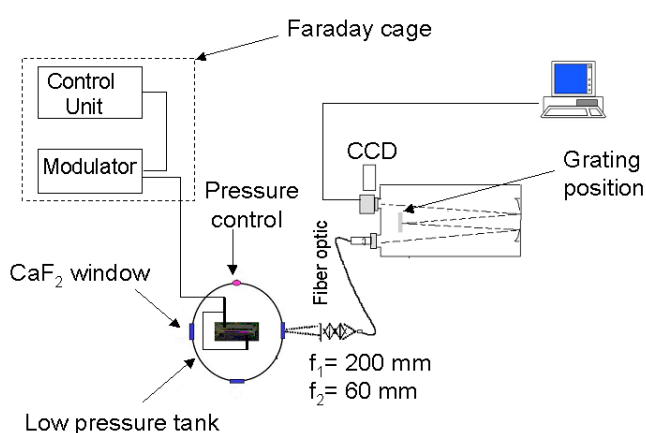 Faraday cage
Control
Unit
Modulator
CCD
Grating
position
Pressure
control
Fiber optic
CaF₂ window
f₁= 200 mm
f₂= 60 mm
Low pressure tank